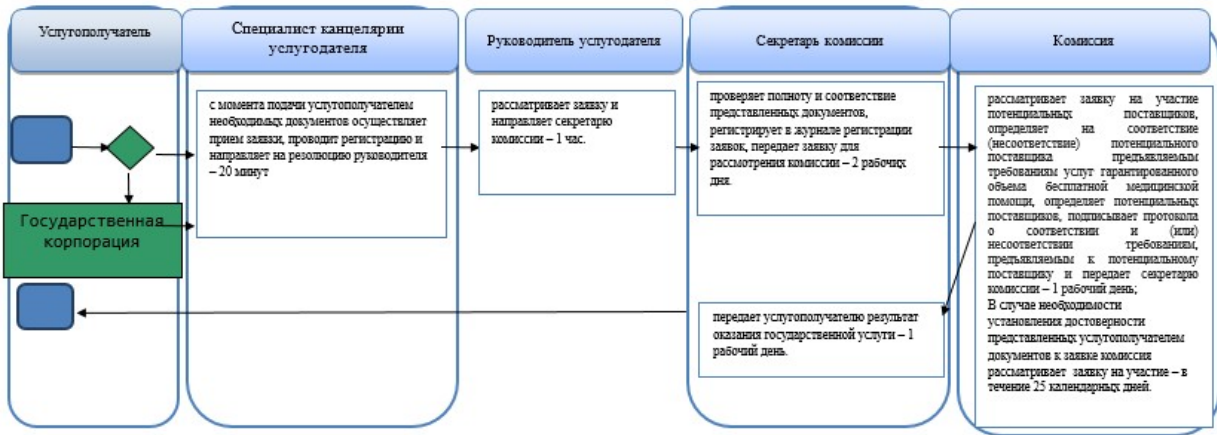 Услугополучатель
Специалист канцелярии
услугодателя
Руководитель услугодателя
Секретарь комиссии
Комиссия
с момента подачи услугополучателем
необходимых документов осуществляет
прием заявки, проводит регистрацию и
направляет на резолюцию руководителя
– 20 минут
рассматривает заявку и
направляет секретарю
комиссии – 1 час.
проверяет полноту и соответствие
представленных документов,
регистрирует в журнале регистрации
заявок, передает заявку для
рассмотрения комиссии – 2 рабочих
дня.
рассматривает заявку на участие
потенциальных поставщиков,
определяет на соответствие
(несоответствие) потенциального
поставщика предъявляемым
требованиям услуг гарантированного
объема бесплатной медицинской
помощи, определяет потенциальных
поставщиков, подписывает протокола
о соответствии и (или)
несоответствии требованиям,
предъявляемым к потенциальному
поставщику и передает секретарю
комиссии – 1 рабочий день;
В случае необходимости
установления достоверности
представленных услугополучателем
документов к заявке комиссия
рассматривает заявку на участие – в
течение 25 календарных дней.
Государственная
корпорация
передает услугополучателю результат
оказания государственной услуги – 1
рабочий день.